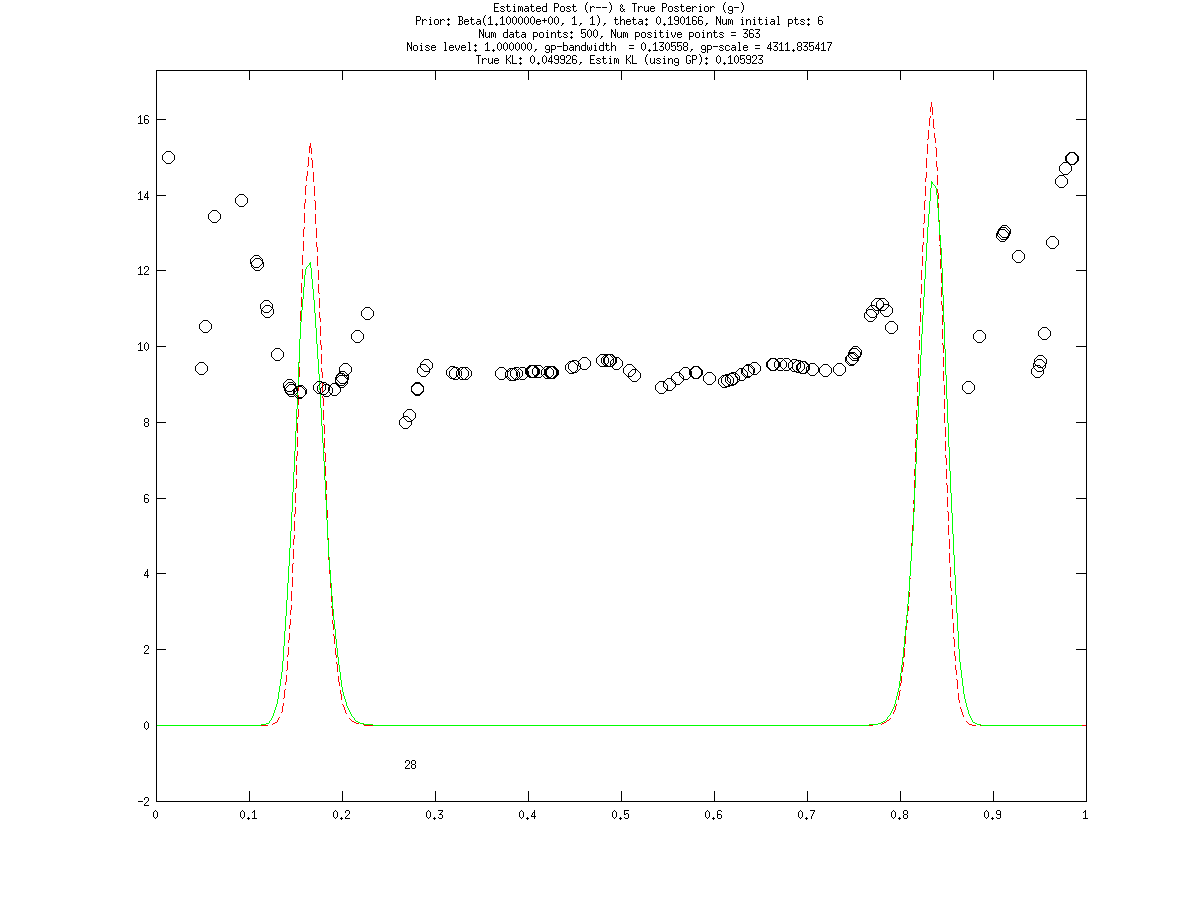 Estimated Post (r--) & True Posterior (g-)
Prior: Beta(1.100000e+00, 1, 1), theta: 0.190166, Num initial pts: 6
Num data points: 500, Num positive points = 363
Noise level: 1.000000, gp-bandwidth  = 0.130558, gp-scale = 4311.835417
True KL: 0.049926, Estim KL (using GP): 0.105923
16
14
12
10
8
6
4
2
0
28
-2
0 0.1 0.2 0.3 0.4 0.5 0.6 0.7 0.8 0.9 1